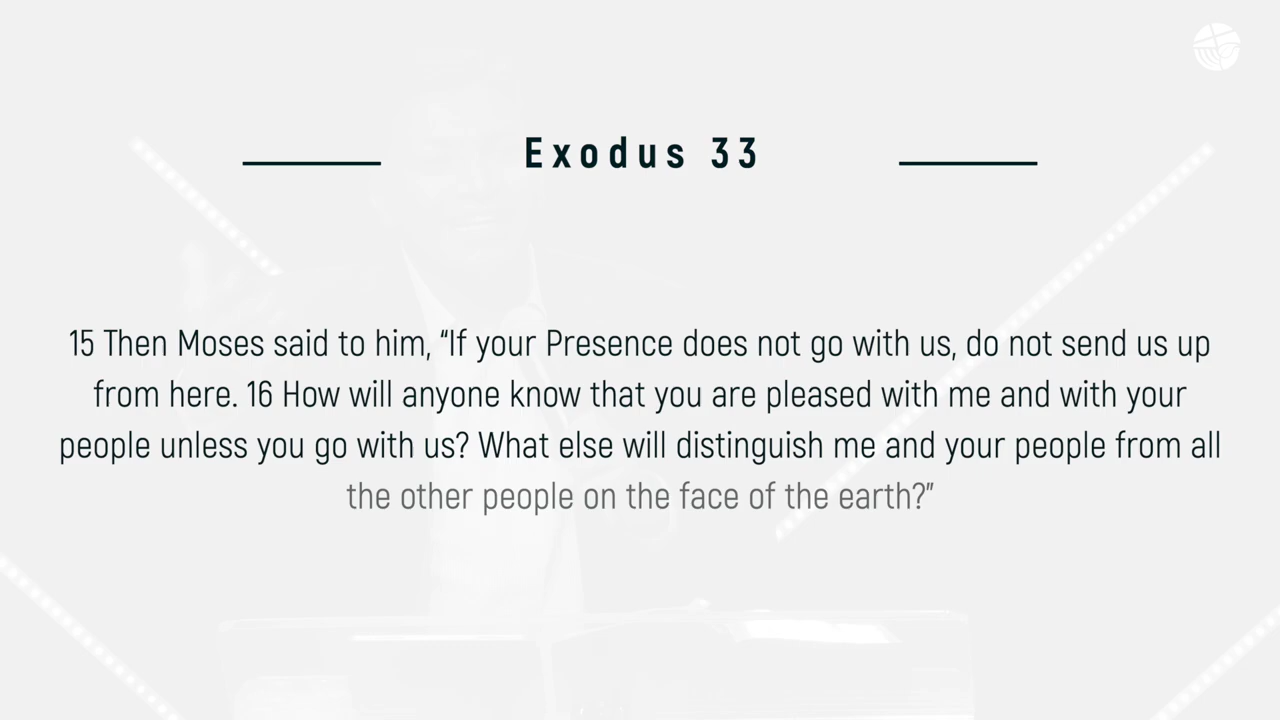 Exodus 33
15 Then Moses said to him, “If your Presence does not go with us, do not send us up
from here. 16 How will anyone know that you are pleased with me and with your
people unless you go with us? What else will distinguish me and your people from all
the other people on the face of the earth?”